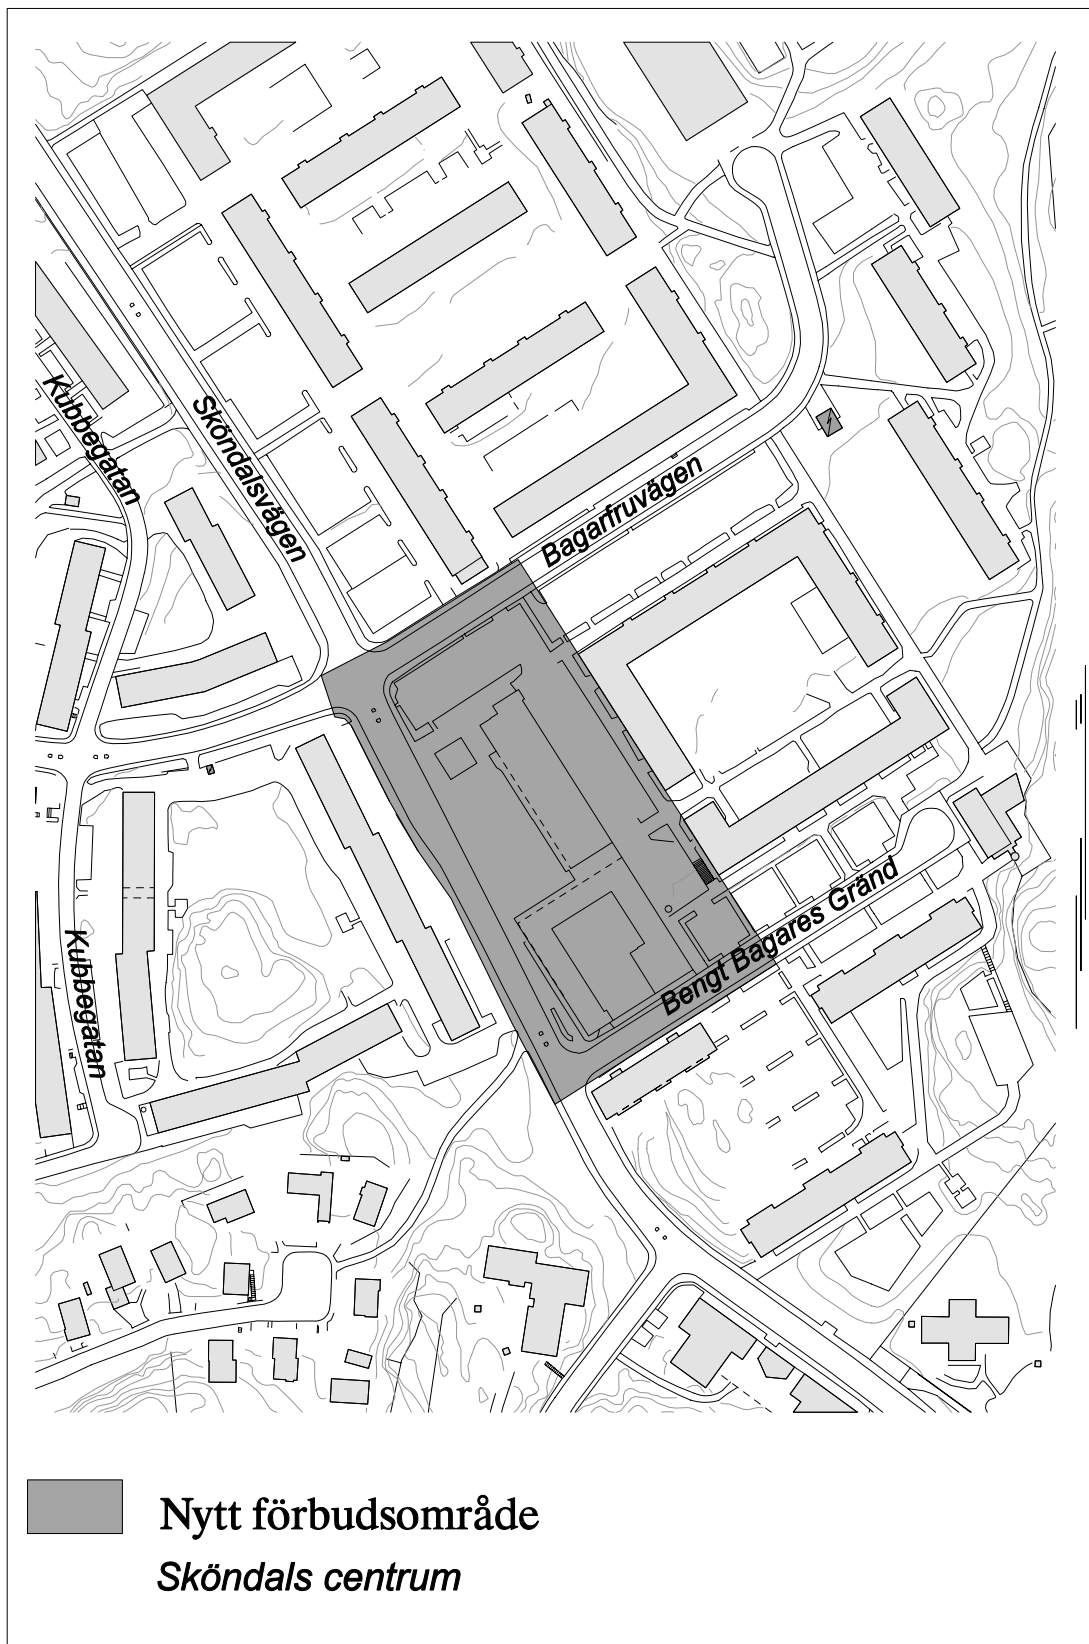 Kubbegatan
Sköndalsvägen
Bagarfruvägen
Bengt Bagares Gränd
Kubbegatan
Nytt förbudsområde
Sköndals centrum